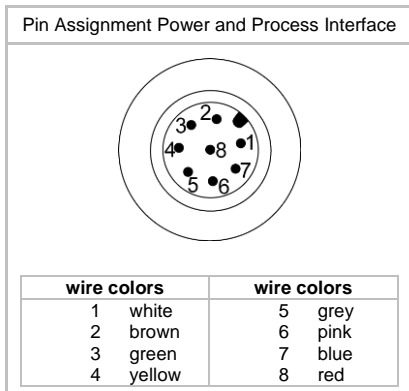 Pin Assignment Power and Process Interface
2
3
1
4
8
7
5
6
wire colors wire colors
1 white 5 grey
2 brown 6 pink
3 green 7 blue
4 yellow 8 red